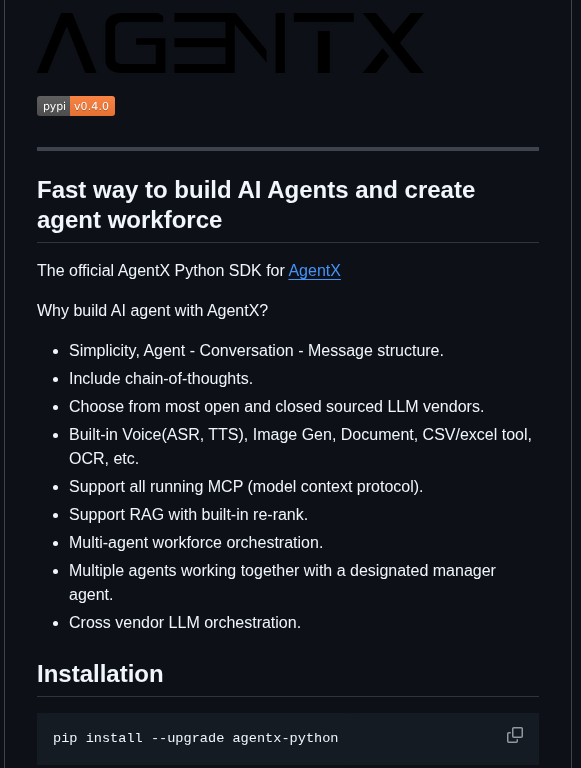 AGENTX
pypi v0.4.0
Fast way to build AI Agents and create
agent workforce
The official AgentX Python SDK for AgentX
Why build AI agent with AgentX?
• Simplicity, Agent - Conversation - Message structure.
• Include chain-of-thoughts.
• Choose from most open and closed sourced LLM vendors.
• Built-in Voice(ASR, TTS), Image Gen, Document, CSV/excel tool,
OCR, etc.
• Support all running MCP (model context protocol).
• Support RAG with built-in re-rank.
• Multi-agent workforce orchestration.
• Multiple agents working together with a designated manager
agent.
• Cross vendor LLM orchestration.
Installation
pip install --upgrade agentx-python